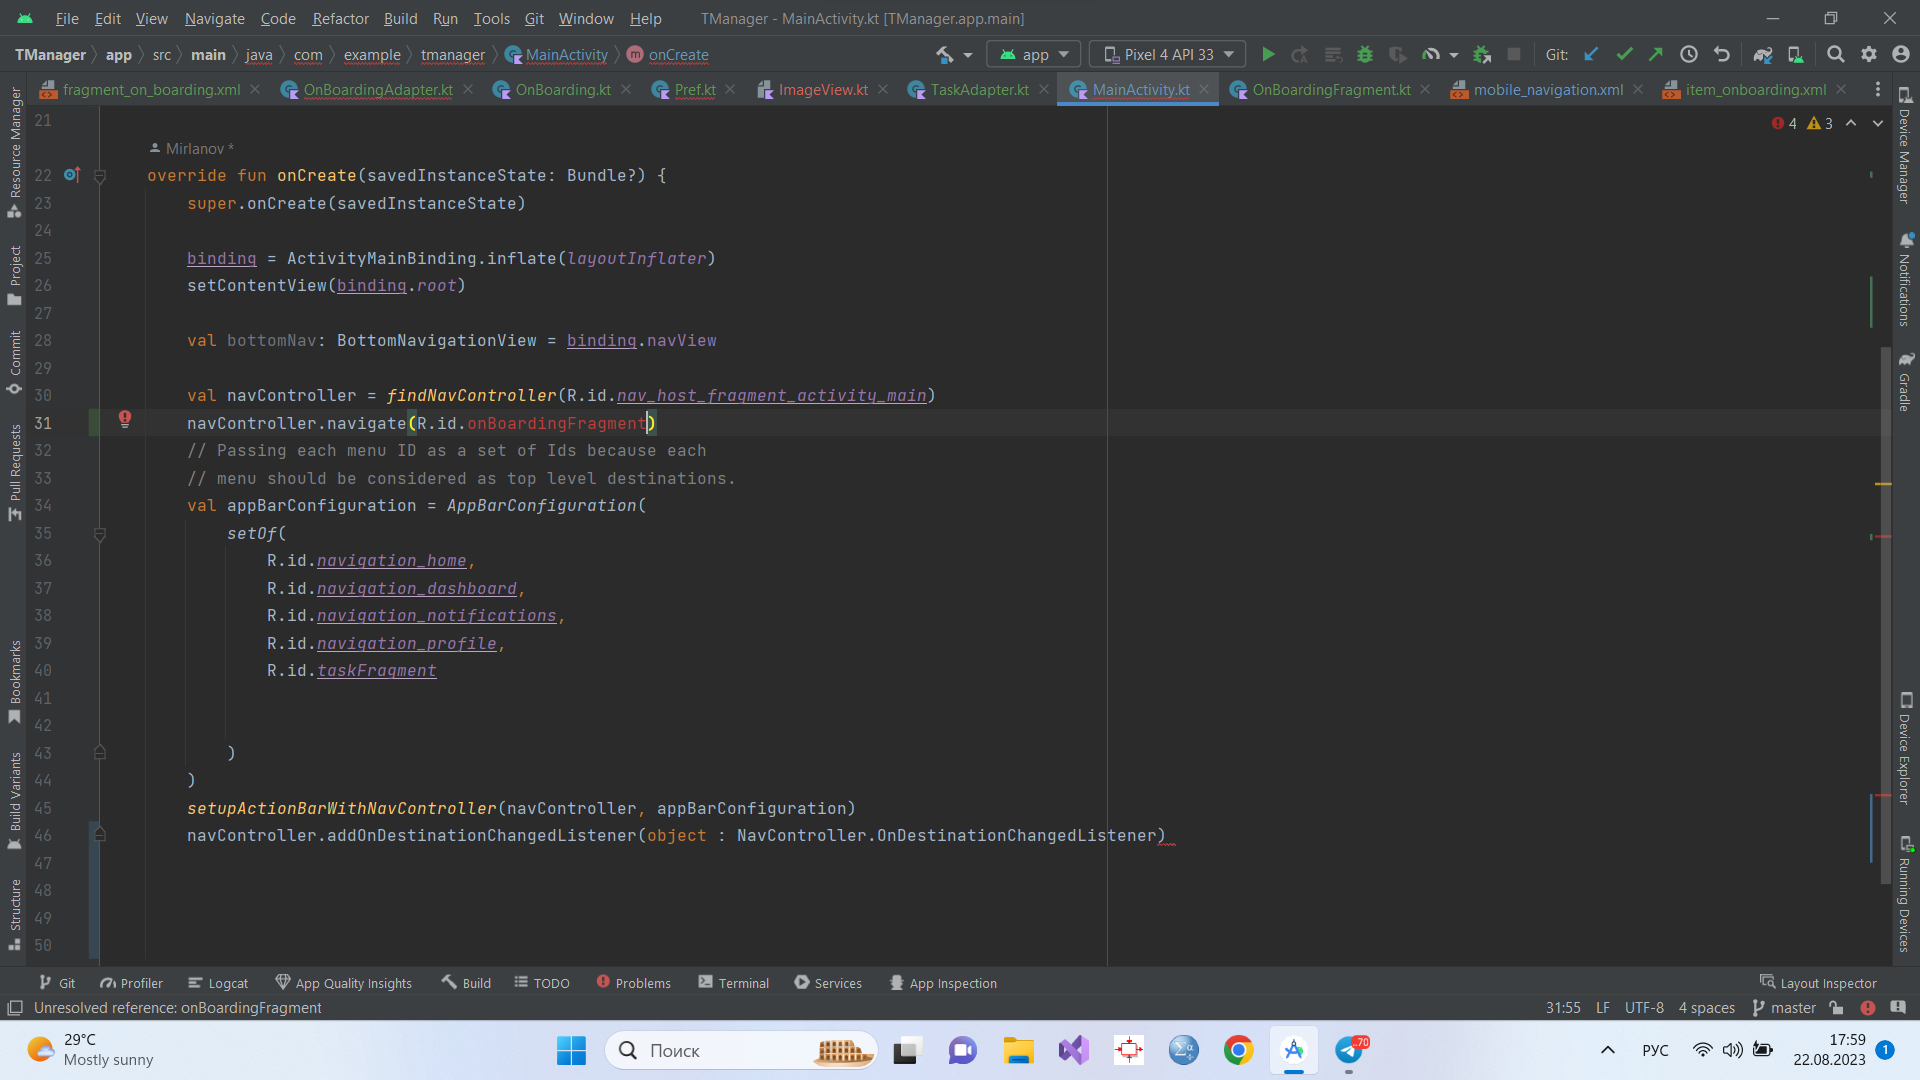 File Edit View Navigate Code Refactor Build Run Tools Git Window Help TManager - MainActivity.kt [TManager.app.main]
TManager app src main java com example tmanager MainActivity m onCreate app Pixel 4 API 33 Git:
fragment_on_boarding.xml OnBoardingAdapter.kt OnBoarding.kt Pref.kt ImageView.kt TaskAdapter.kt MainActivity.kt OnBoardingFragment.kt mobile_navigation.xml item_onboarding.xml
4 3
21
Mirlanov *
22 override fun onCreate(savedInstanceState: Bundle?) {
23 super.onCreate(savedInstanceState)
24
25 binding = ActivityMainBinding.inflate(layoutInflater)
26 setContentView(binding.root)
27
28 val bottomNav: BottomNavigationView = binding.navView
29
30 val navController = findNavController(R.id.nav_host_fragment_activity_main)
31 navController.navigate(R.id.onBoardingFragment)
32 // Passing each menu ID as a set of Ids because each
33 // menu should be considered as top level destinations.
34 val appBarConfiguration = AppBarConfiguration(
35 setOf(
36 R.id.navigation_home,
37 R.id.navigation_dashboard,
38 R.id.navigation_notifications,
39 R.id.navigation_profile,
40 R.id.taskFragment
41
42
43 )
44 )
45 setupActionBarWithNavController(navController, appBarConfiguration)
46 navController.addOnDestinationChangedListener(object : NavController.OnDestinationChangedListener)
47
48
49
50
Resource Manager
Project
Commit
Pull Requests
Bookmarks
Build Variants
Structure
Device Manager
Notifications
Gradle
Device Explorer
Running Devices
Git Profiler Logcat App Quality Insights Build TODO Problems Terminal Services App Inspection Layout Inspector
Unresolved reference: onBoardingFragment 31:55 LF UTF-8 4 spaces master
29°C
Mostly sunny
Поиск
70
РУС
17:59
22.08.2023
1